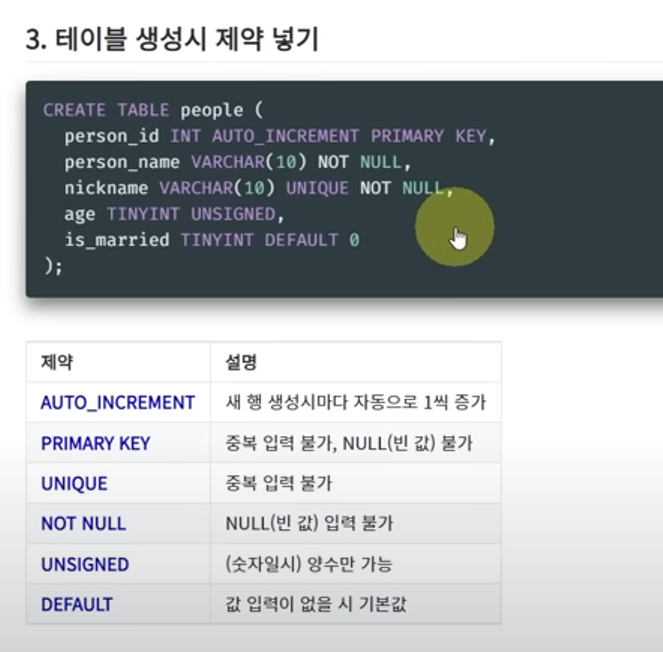 3. 테이블 생성시 제약 넣기
CREATE TABLE people (
person_id INT AUTO_INCREMENT PRIMARY KEY,
person_name VARCHAR(10) NOT NULL,
nickname VARCHAR(10) UNIQUE NOT NULL,
age TINYINT UNSIGNED,
is_married TINYINT DEFAULT 0
);
제약 설명
AUTO_INCREMENT 새 행 생성시마다 자동으로 1씩 증가
PRIMARY KEY 중복 입력 불가, NULL(빈 값) 불가
UNIQUE 중복 입력 불가
NOT NULL NULL(빈 값) 입력 불가
UNSIGNED (숫자일시) 양수만 가능
DEFAULT 값 입력이 없을 시 기본값